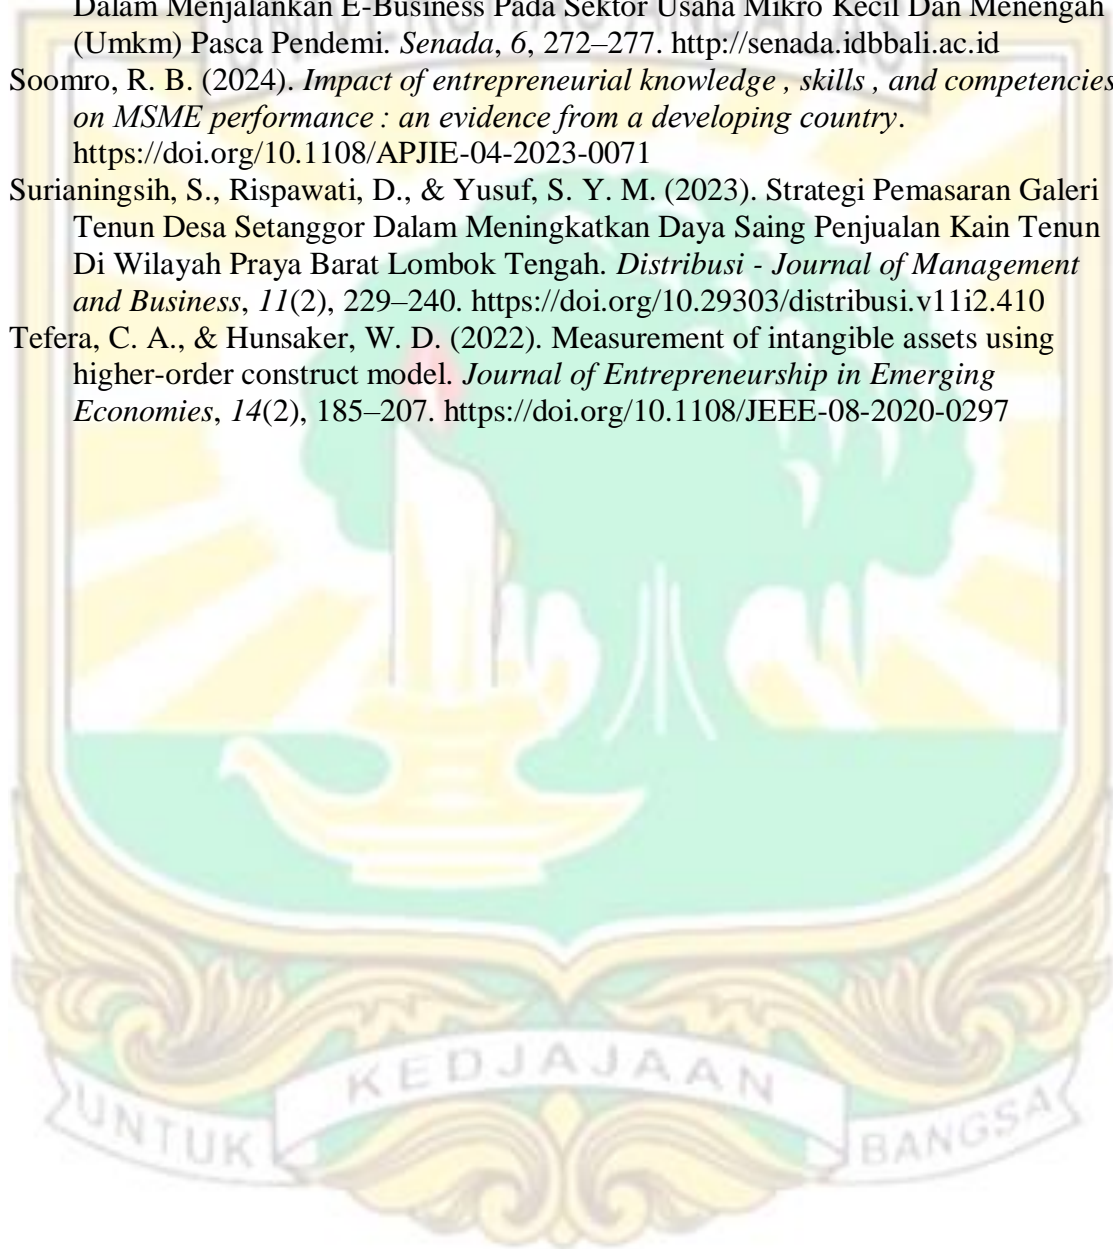 Dalam Menjalankan E-Business Pada Sektor Usaha Mikro Kecil Dan Menengah
(Umkm) Pasca Pendemi. Senada, 6, 272–277. http://senada.idbbali.ac.id
Soomro, R. B. (2024). Impact of entrepreneurial knowledge , skills , and competencies
on MSME performance : an evidence from a developing country.
https://doi.org/10.1108/APJIE-04-2023-0071
Surianingsih, S., Rispawati, D., & Yusuf, S. Y. M. (2023). Strategi Pemasaran Galeri
Tenun Desa Setanggor Dalam Meningkatkan Daya Saing Penjualan Kain Tenun
Di Wilayah Praya Barat Lombok Tengah. Distribusi - Journal of Management
and Business, 11(2), 229–240. https://doi.org/10.29303/distribusi.v11i2.410
Tefera, C. A., & Hunsaker, W. D. (2022). Measurement of intangible assets using
higher-order construct model. Journal of Entrepreneurship in Emerging
Economies, 14(2), 185–207. https://doi.org/10.1108/JEEE-08-2020-0297
UNTUK KEDJAJAAN BANGSA